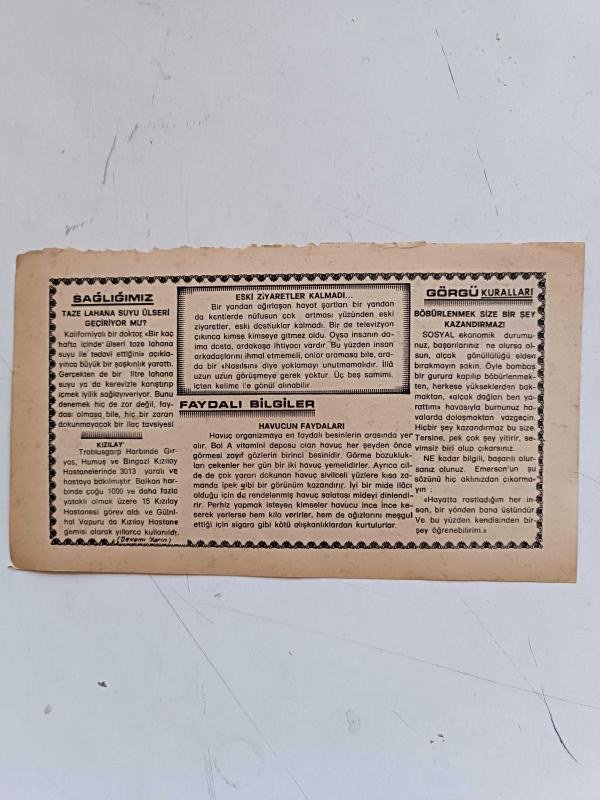 SAĞLIĞIMIZ
TAZE LAHANA SUYU ÜLSERİ
GEÇİRİYOR MU?
Kaliforniyalı bir doktor, «Bir kaç
hafta içinde ülseri taze lahana
suyu ile tedavi ettiğini» açıkla-
yınca büyük bir şaşkınlık yarattı.
Gerçekten de bir litre lahana
suyu ya da kerevizle karıştırıp
içmek iyilik sağlayıveriyor. Bunu
denemek hiç de zor değil, fay-
dası olmasa bile, hiç bir zararı
dokunmayacak bir ilaç tavsiyesi
KIZILAY
Trablusgarp Harbinde Gır-
yas, Humus ve Bingazi Kızılay
Hastanelerinde 3013 yaralı ve
hastaya bakılmıştır. Balkan har-
binde çoğu 1000 ve daha fazla
yataklı olmak üzere 15 Kızılay
Hastanesi görev aldı ve Gülni-
hal Vapuru da Kızılay Hastane
gemisi olarak yıllarca kullanıldı.
(Devamı Yarın)
ESKİ ZİYARETLER KALMADI...
Bir yandan ağırlaşan hayat şartları bir yandan
da kentlerde nüfusun çok artması yüzünden eski
ziyaretler, eski dostluklar kalmadı. Bir de televizyon
çıkınca kimse kimseye gitmez oldu. Oysa insanın da-
ima dosta, ardakaşa ihtiyacı vardır. Bu yüzden insan
arkadaşlarını ihmal etmemeli, onlar aramasa bile, ara-
da bir «Nasılsın» diye yoklamayı unutmamalıdır. İllâ
uzun uzun görüşmeye gerek yoktur. Üç beş samimi,
içten kelime ile gönül alınabilir.
FAYDALI BİLGİLER
HAVUCUN FAYDALARI
Havuç organizmaya en faydalı besinlerin arasında yer
alır. Bol A vitamini deposu olan havuç her şeyden önce
görmesi zayıf gözlerin birinci besinidir. Görme bozukluk-
ları çekenler her gün bir iki havuç yemelidirler. Ayrıca cil-
de de çok yararı dokunan havuç sivilceli yüzlere kısa za-
manda ipek gibi bir görünüm kazandırır. İyi bir mide ilâcı
olduğu için de rendelenmiş havuç salatası mideyi dinlendi-
rir. Perhiz yapmak isteyen kimseler havucu ince ince ke-
serek yerlerse hem kilo verirler, hem de ağızlarını meşgul
ettiği için sigara gibi kötü alışkanlıklardan kurtulurlar.
GÖRGÜ KURALLARI
BÖBÜRLENMEK SİZE BİR ŞEY
KAZANDIRMAZ!
SOSYAL ekonomik durumu-
nuz, başarılarınız ne olursa ol-
sun, alçak gönüllülüğü elden
bırakmayın sakın. Öyle bomboş
bir gurura kapılıp böbürlenmek-
ten, herkese yükseklerden bak-
maktan, «alçak dağları ben ya-
rattım» havasıyla burnunuz ha-
valarda dolaşmaktan vazgeçin.
Hiçbir şey kazandırmaz bu size.
Tersine, pek çok şey yitirir, se-
vimsiz biri olup çıkarsınız.
NE kadar bilgili, başarılı olur-
sanız olunuz. Emerson'un şu
sözünü hiç aklınızdan çıkarma-
yın :
«Hayatta rastladığım her in-
san, bir yönden bana üstündür
Ve bu yüzden kendisinden bir-
şey öğrenebilirim.»